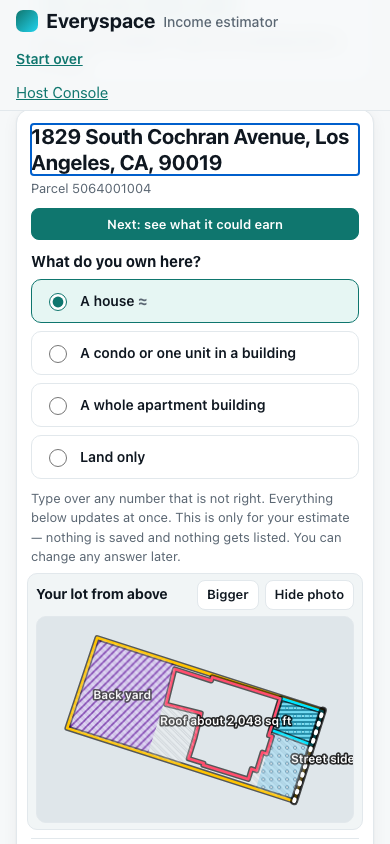 Everyspace Income estimator
Start over
Host Console
1829 South Cochran Avenue, Los
Angeles, CA, 90019
Parcel 5064001004
Next: see what it could earn
What do you own here?
A house ≈
A condo or one unit in a building
A whole apartment building
Land only
Type over any number that is not right. Everything
below updates at once. This is only for your estimate
— nothing is saved and nothing gets listed. You can
change any answer later.
Your lot from above
Bigger
Hide photo
Back yard
Roof about 2,048 sq ft
Street side